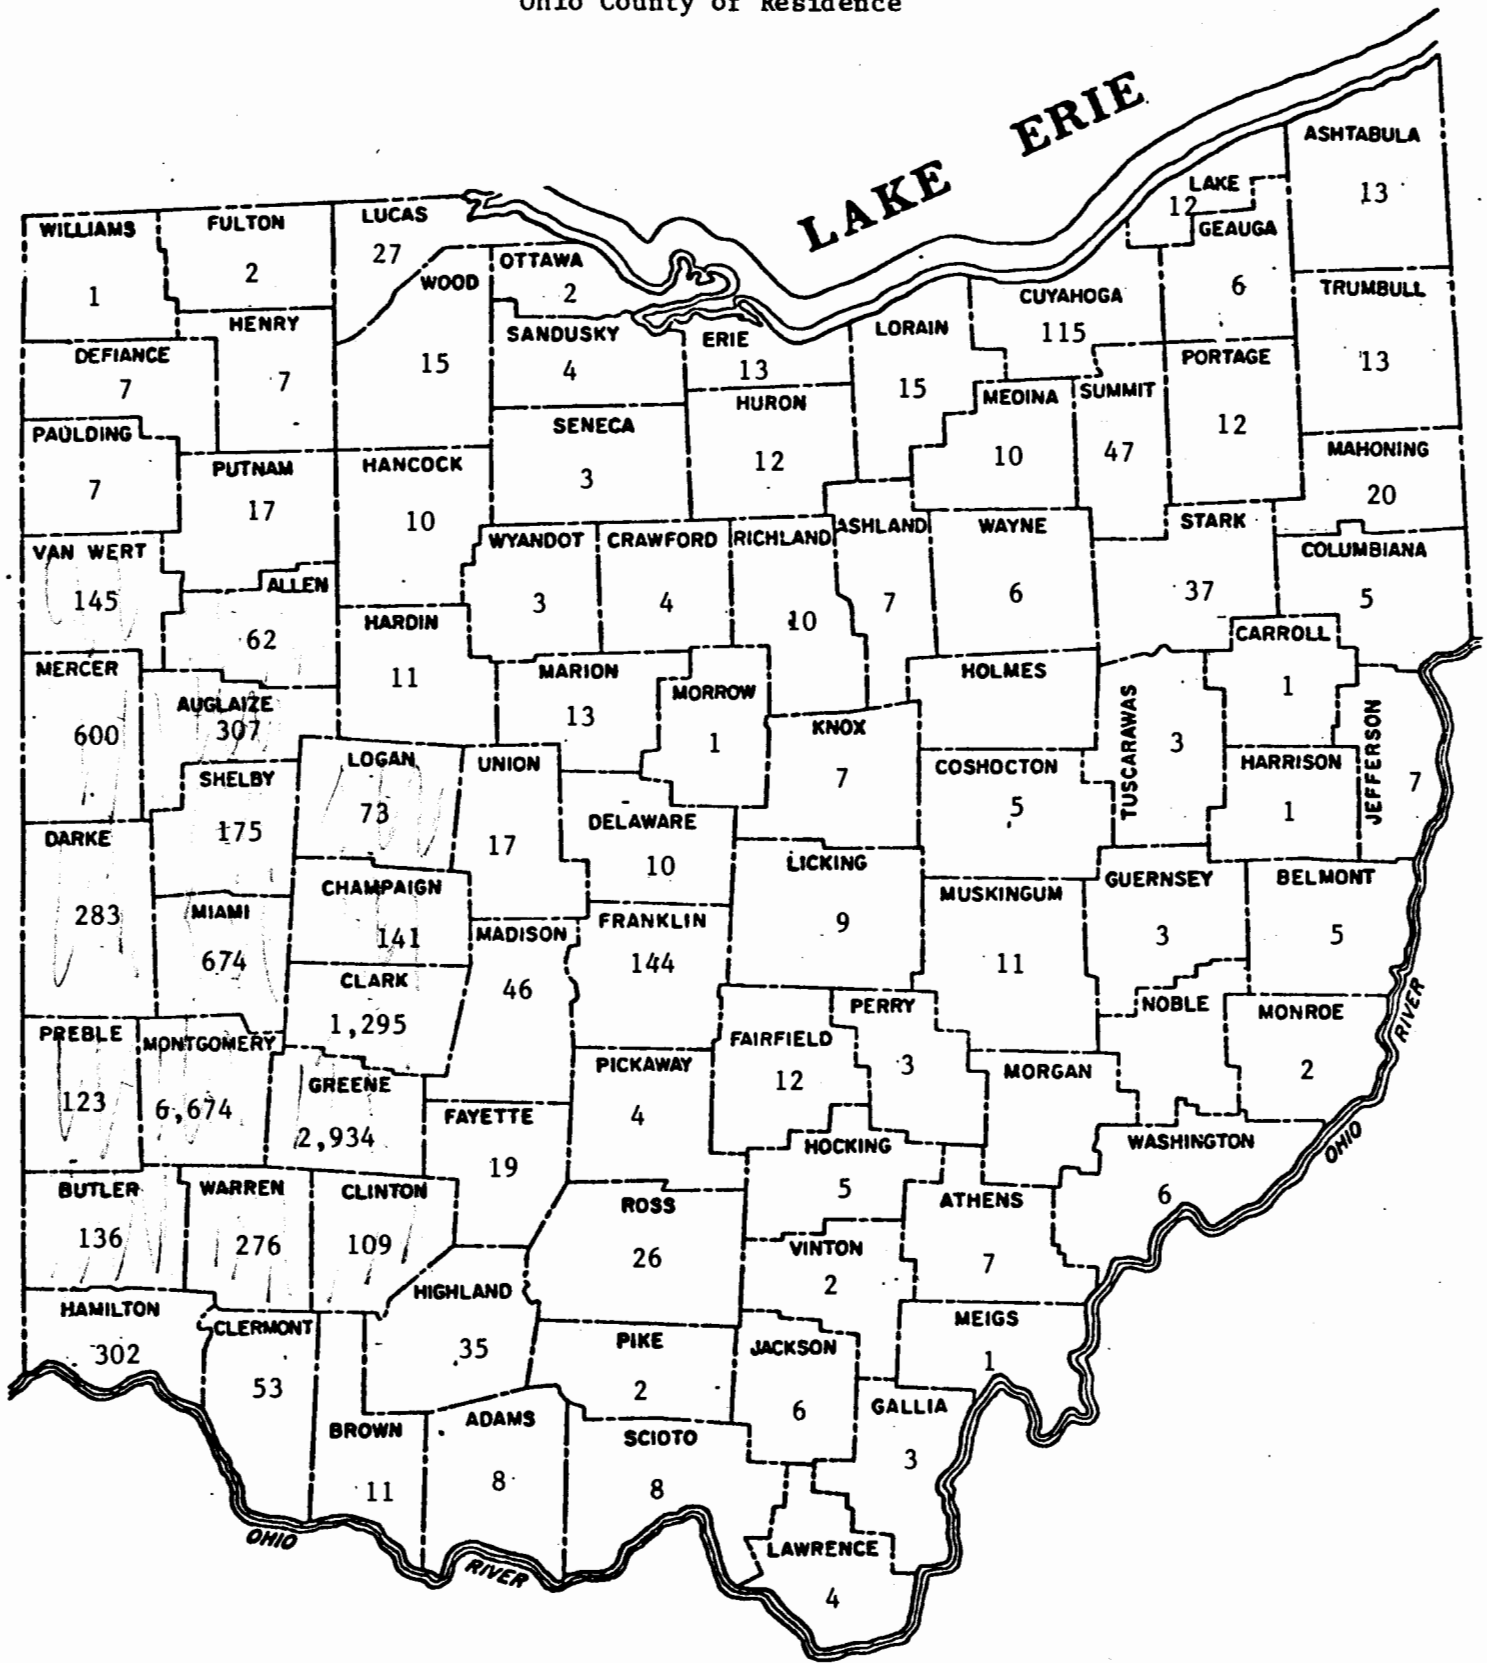 Ohio County of Residence
LAKE ERIE
ASHTABULA
13
LAKE
12
GEAUGA
6
WILLIAMS
1
FULTON
2
LUCAS
27
WOOD
15
OTTAWA
2
CUYAHOGA
115
TRUMBULL
13
HENRY
7
SANDUSKY
4
ERIE
13
LORAIN
15
DEFIANCE
7
PORTAGE
12
MEDINA
10
SUMMIT
47
HURON
12
PAULDING
7
SENECA
3
MAHONING
20
PUTNAM
17
HANCOCK
10
STARK
37
WYANDOT
3
CRAWFORD
4
RICHLAND
10
ASHLAND
7
WAYNE
6
VAN WERT
145
COLUMBIANA
5
ALLEN
62
HARDIN
11
CARROLL
1
MERCER
600
MARION
13
MORROW
1
HOLMES
AUGLAIZE
307
KNOX
7
TUSCARAWAS
3
JEFFERSON
7
LOGAN
73
UNION
17
COSHOCTON
5
HARRISON
1
SHELBY
175
DARKE
283
DELAWARE
10
LICKING
9
CHAMPAIGN
141
MUSKINGUM
11
GUERNSEY
3
BELMONT
5
MIAMI
674
MADISON
46
FRANKLIN
144
CLARK
1,295
PERRY
3
NOBLE
MONROE
2
RIVER
PREBLE
123
MONTGOMERY
6,674
GREENE
2,934
FAIRFIELD
12
PICKAWAY
4
MORGAN
FAYETTE
19
HOCKING
5
WASHINGTON
6
OHIO
BUTLER
136
WARREN
276
CLINTON
109
ROSS
26
ATHENS
7
VINTON
2
HIGHLAND
35
HAMILTON
302
CLERMONT
53
MEIGS
1
PIKE
2
JACKSON
6
GALLIA
3
BROWN
11
ADAMS
8
SCIOTO
8
OHIO
RIVER
LAWRENCE
4